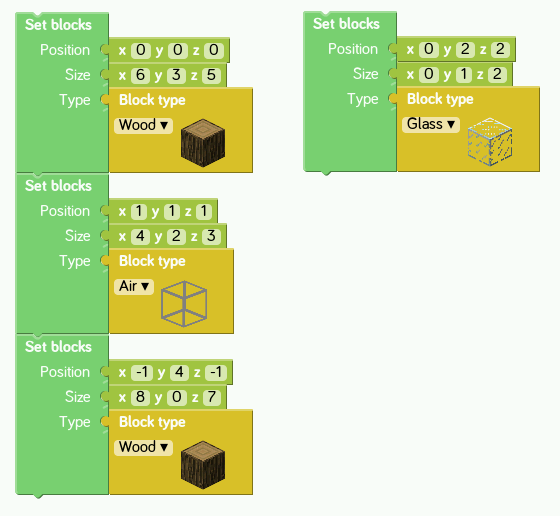 Set blocks
Position x 0 y 0 z 0
Size x 6 y 3 z 5
Type Block type
Wood ▾
Set blocks
Position x 1 y 1 z 1
Size x 4 y 2 z 3
Type Block type
Air ▾
Set blocks
Position x -1 y 4 z -1
Size x 8 y 0 z 7
Type Block type
Wood ▾
Set blocks
Position x 0 y 2 z 2
Size x 0 y 1 z 2
Type Block type
Glass ▾